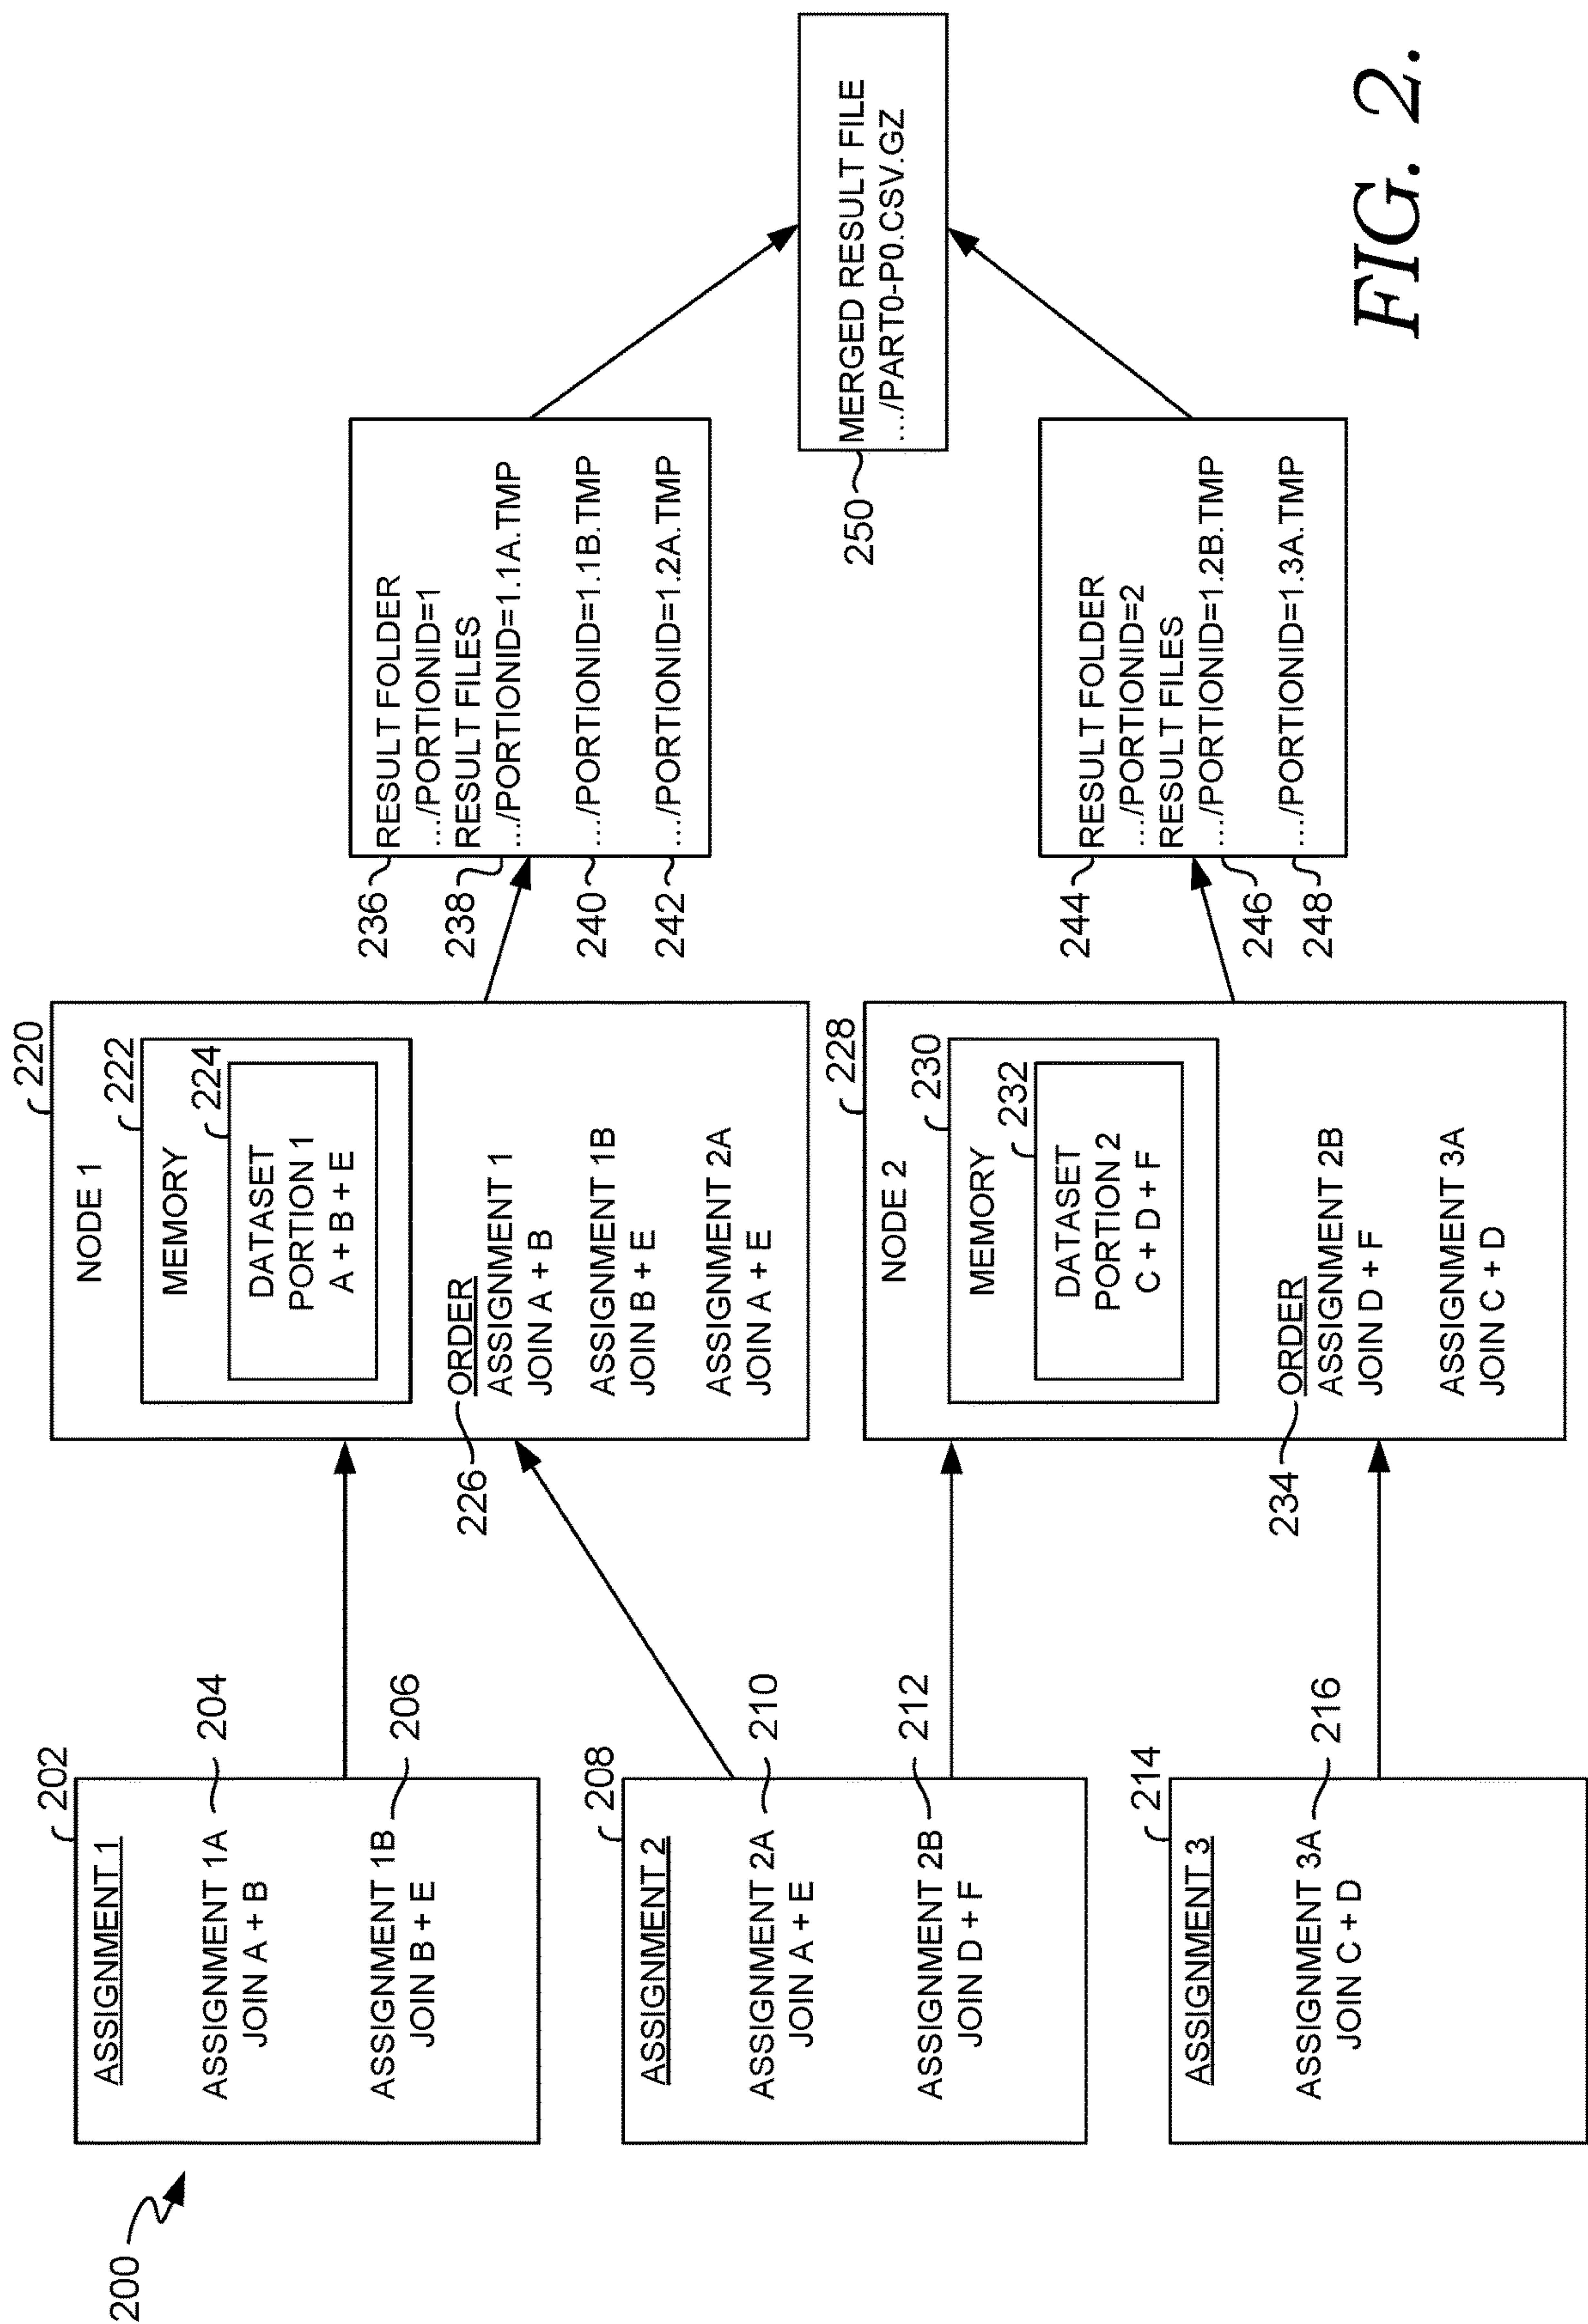 200
202
ASSIGNMENT 1
ASSIGNMENT 1A
JOIN A + B
204
ASSIGNMENT 1B
JOIN B + E
206
208
ASSIGNMENT 2
ASSIGNMENT 2A
JOIN A + E
210
ASSIGNMENT 2B
JOIN D + F
212
214
ASSIGNMENT 3
ASSIGNMENT 3A
JOIN C + D
216
220
NODE 1
222
MEMORY
224
DATASET
PORTION 1
A + B + E
226
ORDER
ASSIGNMENT 1
JOIN A + B
ASSIGNMENT 1B
JOIN B + E
ASSIGNMENT 2A
JOIN A + E
228
NODE 2
230
MEMORY
232
DATASET
PORTION 2
C + D + F
234
ORDER
ASSIGNMENT 2B
JOIN D + F
ASSIGNMENT 3A
JOIN C + D
236
RESULT FOLDER
.../PORTIONID=1
RESULT FILES
238
.../PORTIONID=1.1A.TMP
240
.../PORTIONID=1.1B.TMP
242
.../PORTIONID=1.2A.TMP
244
RESULT FOLDER
.../PORTIONID=2
RESULT FILES
246
.../PORTIONID=1.2B.TMP
248
.../PORTIONID=1.3A.TMP
250
MERGED RESULT FILE
.../PART0-P0.CSV.GZ
FIG. 2.